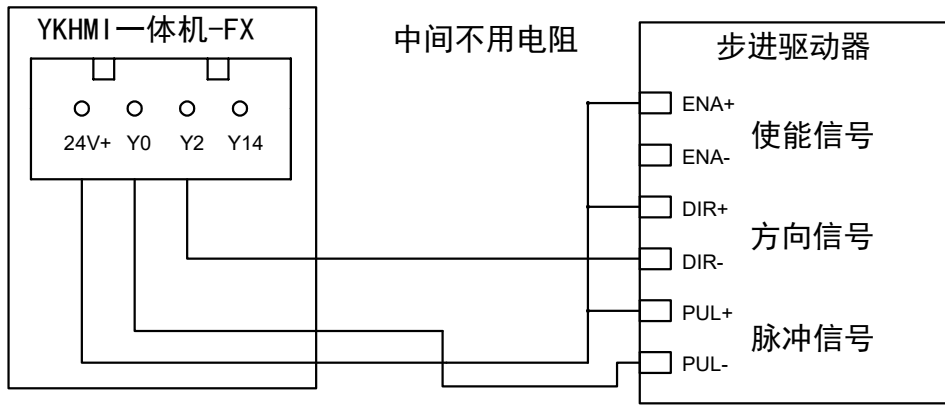 YKHMI一体机-FX
24V+ Y0 Y2 Y14
中间不用电阻
步进驱动器
ENA+
使能信号
ENA-
DIR+
方向信号
DIR-
PUL+
脉冲信号
PUL-